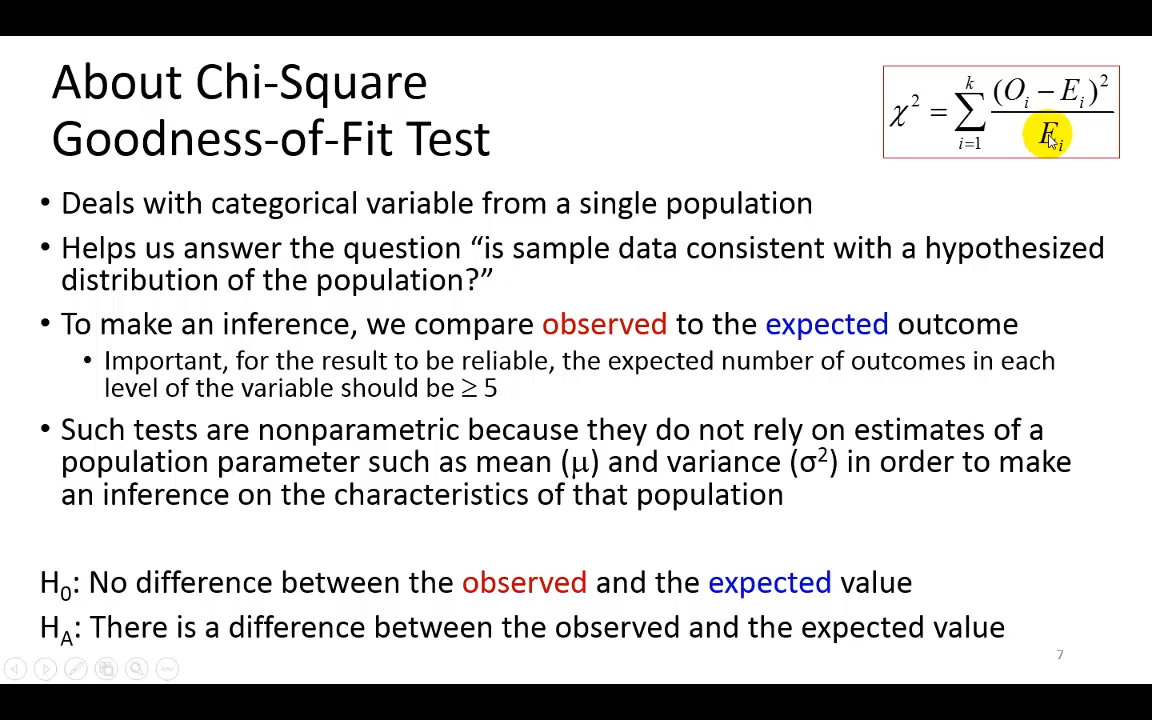 About Chi-Square
Goodness-of-Fit Test
χ² = ∑ᵢ₌₁ᵏ (Oᵢ − Eᵢ)² / Eᵢ
• Deals with categorical variable from a single population
• Helps us answer the question “is sample data consistent with a hypothesized
distribution of the population?”
• To make an inference, we compare observed to the expected outcome
• Important, for the result to be reliable, the expected number of outcomes in each
level of the variable should be ≥ 5
• Such tests are nonparametric because they do not rely on estimates of a
population parameter such as mean (μ) and variance (σ²) in order to make
an inference on the characteristics of that population
H₀: No difference between the observed and the expected value
H_A: There is a difference between the observed and the expected value
7